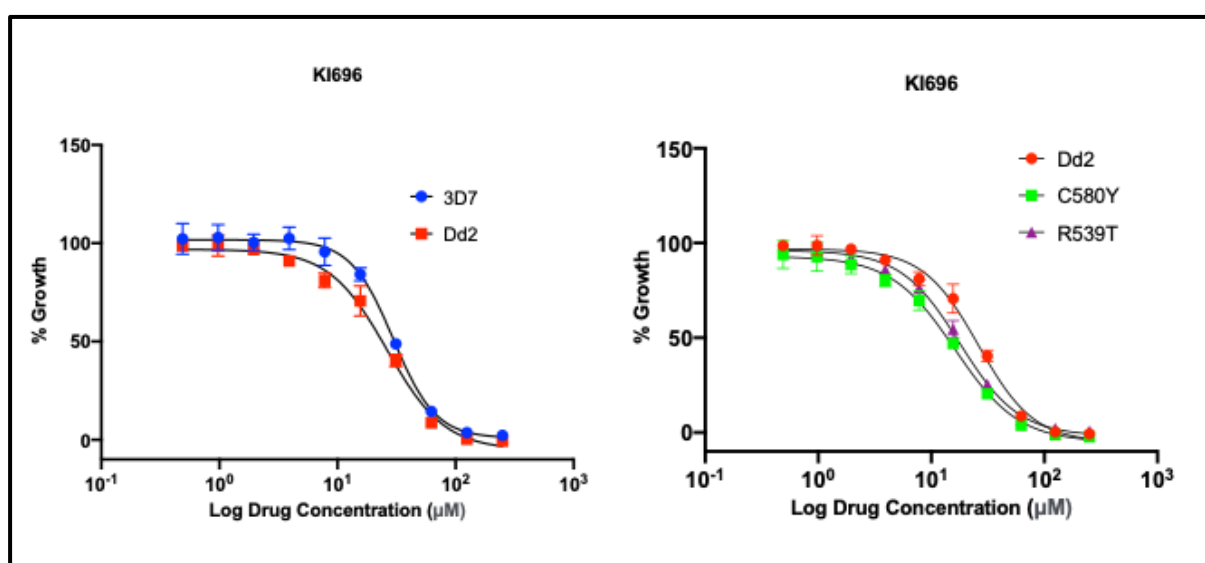 KI696
150
100
50
0
% Growth
3D7
Dd2
10-1
100
101
102
103
Log Drug Concentration (µM)
KI696
150
100
50
0
% Growth
Dd2
C580Y
R539T
10-1
100
101
102
103
Log Drug Concentration (µM)